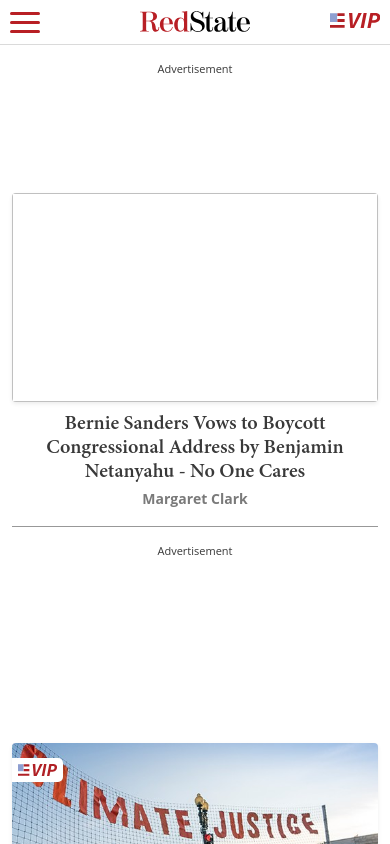 RedState
VIP
Advertisement
Bernie Sanders Vows to Boycott
Congressional Address by Benjamin
Netanyahu - No One Cares
Margaret Clark
Advertisement
VIP
CLIMATE JUSTICE